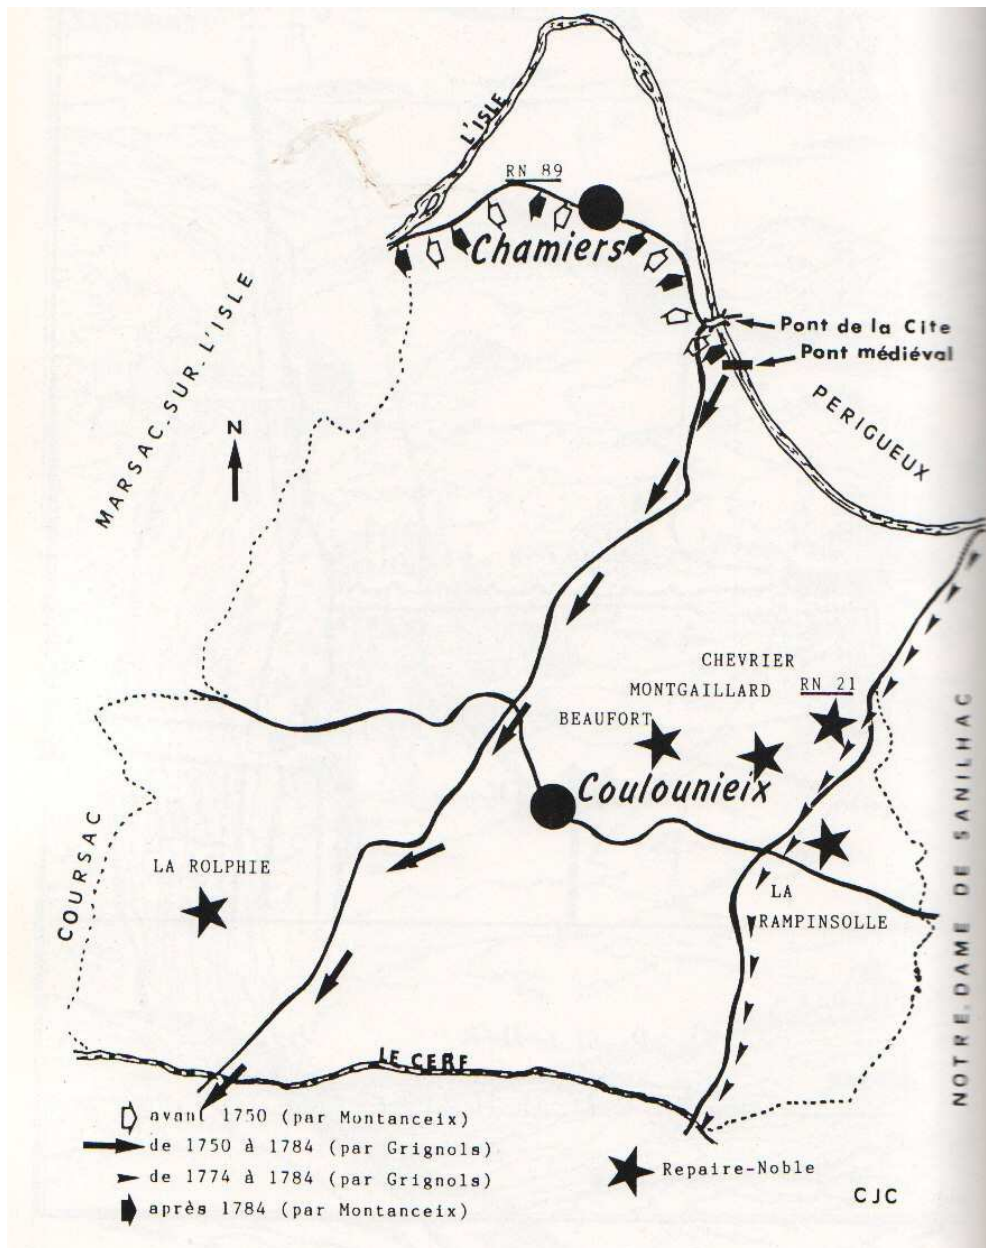 L'ISLE
RN 89
Chamiers
Pont de la Cite
Pont médiéval
MARSAC.SUR.L'ISLE
N
PERIGUEUX
CHEVRIER
MONTGAILLARD
RN 21
BEAUFORT
Coulounieix
COURSAC
LA ROLPHIE
LA
RAMPINSOLLE
NOTRE.DAME DE SANILHAC
LE CERF
avant 1750 (par Montanceix)
de 1750 à 1784 (par Grignols)
de 1774 à 1784 (par Grignols)
après 1784 (par Montanceix)
Repaire-Noble
CJC